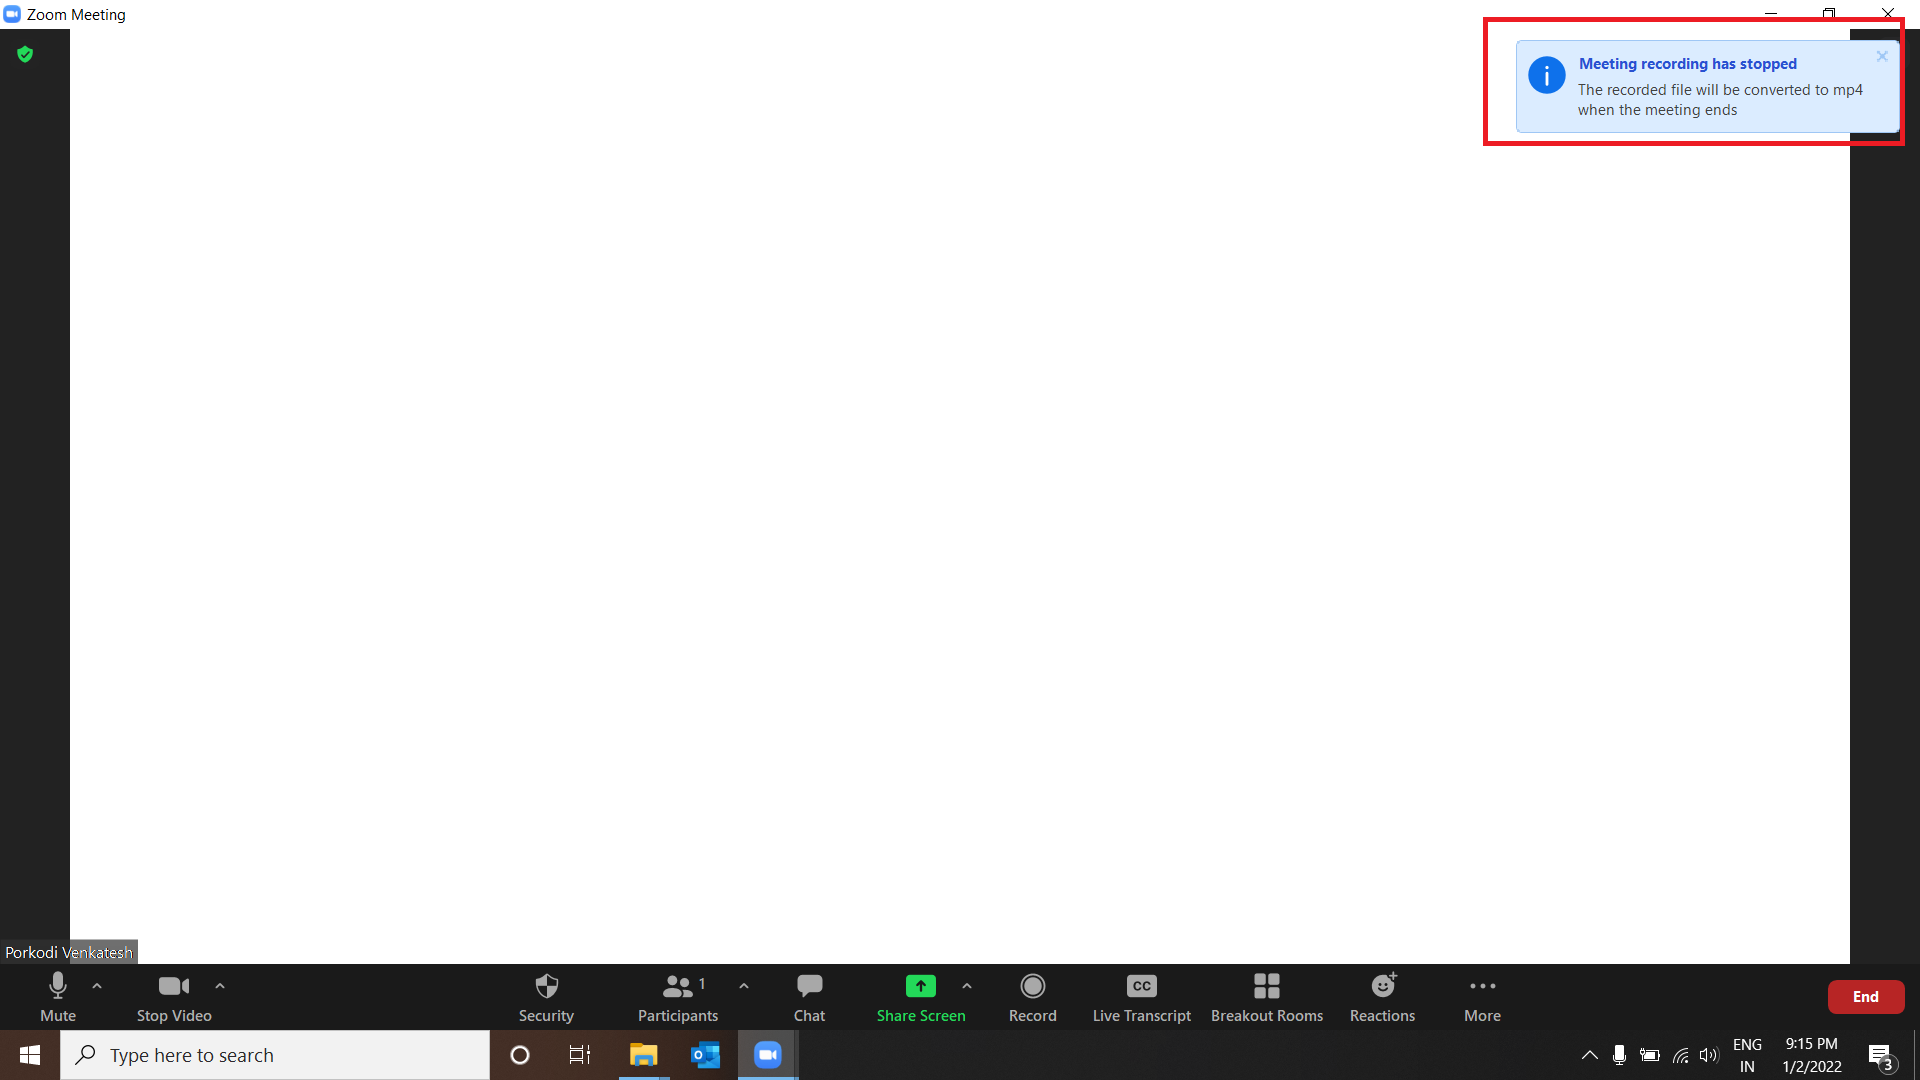 Zoom Meeting
Meeting recording has stopped
The recorded file will be converted to mp4
when the meeting ends
Porkodi Venkatesh
Mute
Stop Video
Security
1
Participants
Chat
Share Screen
Record
CC
Live Transcript
Breakout Rooms
Reactions
More
End
Type here to search
ENG
IN
9:15 PM
1/2/2022
3